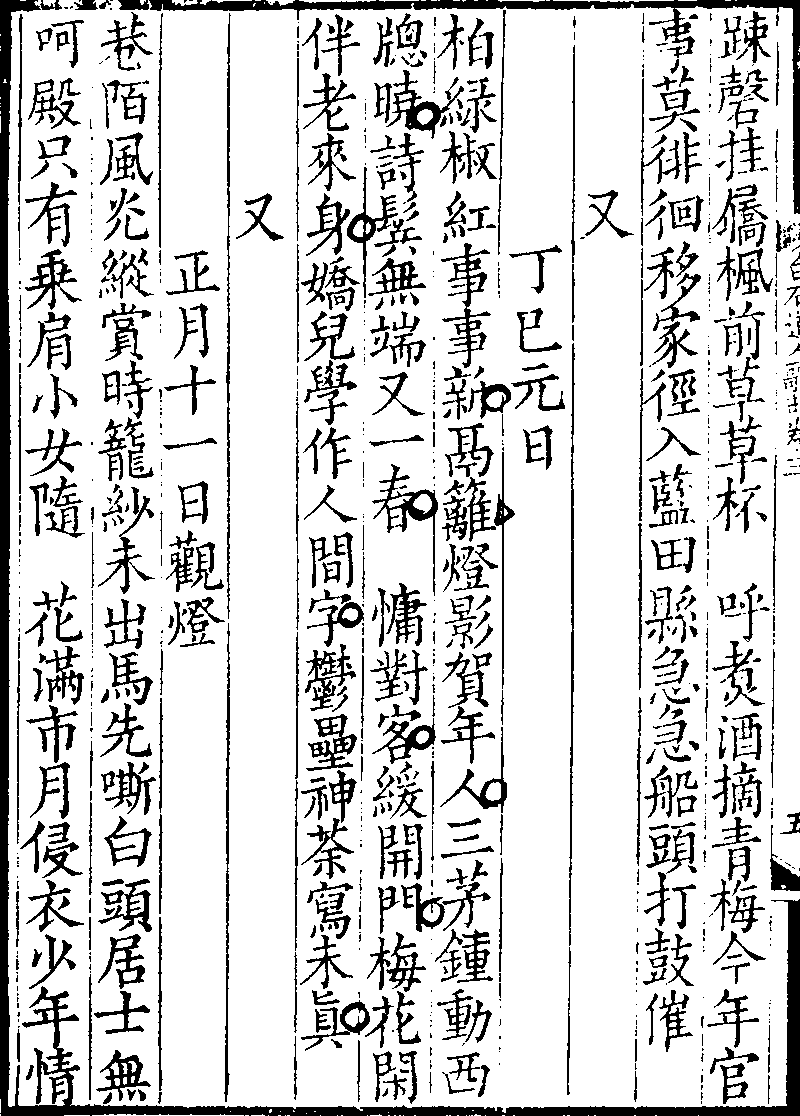 踈磬挂𩦆楓前草草杯　呼煮酒摘青梅今年官
事莫徘徊移家徑入藍田縣急急船頭打鼓催
又
丁巳元日
柏緑椒紅事事新鬲籬燈影賀年人三茅鍾動西
牕曉詩鬢無端又一春　慵對客緩開門梅花閑
伴老來身嬌兒學作人間字鬱壘神荼寫未眞
又
正月十一日觀燈
巷陌風光縱賞時籠紗未出馬先嘶白頭居士無
呵殿只有乗肩小女隨　花滿市月侵衣少年情
白石道人歌曲卷三
五